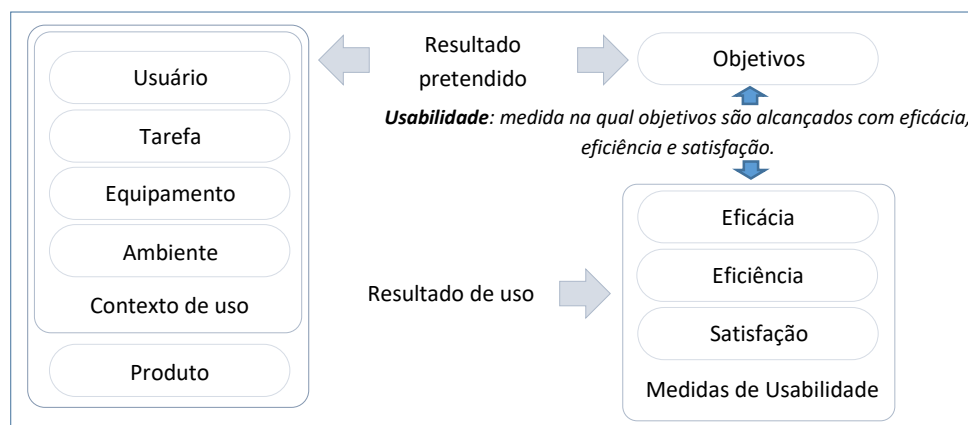 Usuário
Tarefa
Equipamento
Ambiente
Contexto de uso
Produto
Resultado
pretendido
Objetivos
Usabilidade: medida na qual objetivos são alcançados com eficácia,
eficiência e satisfação.
Resultado de uso
Eficácia
Eficiência
Satisfação
Medidas de Usabilidade